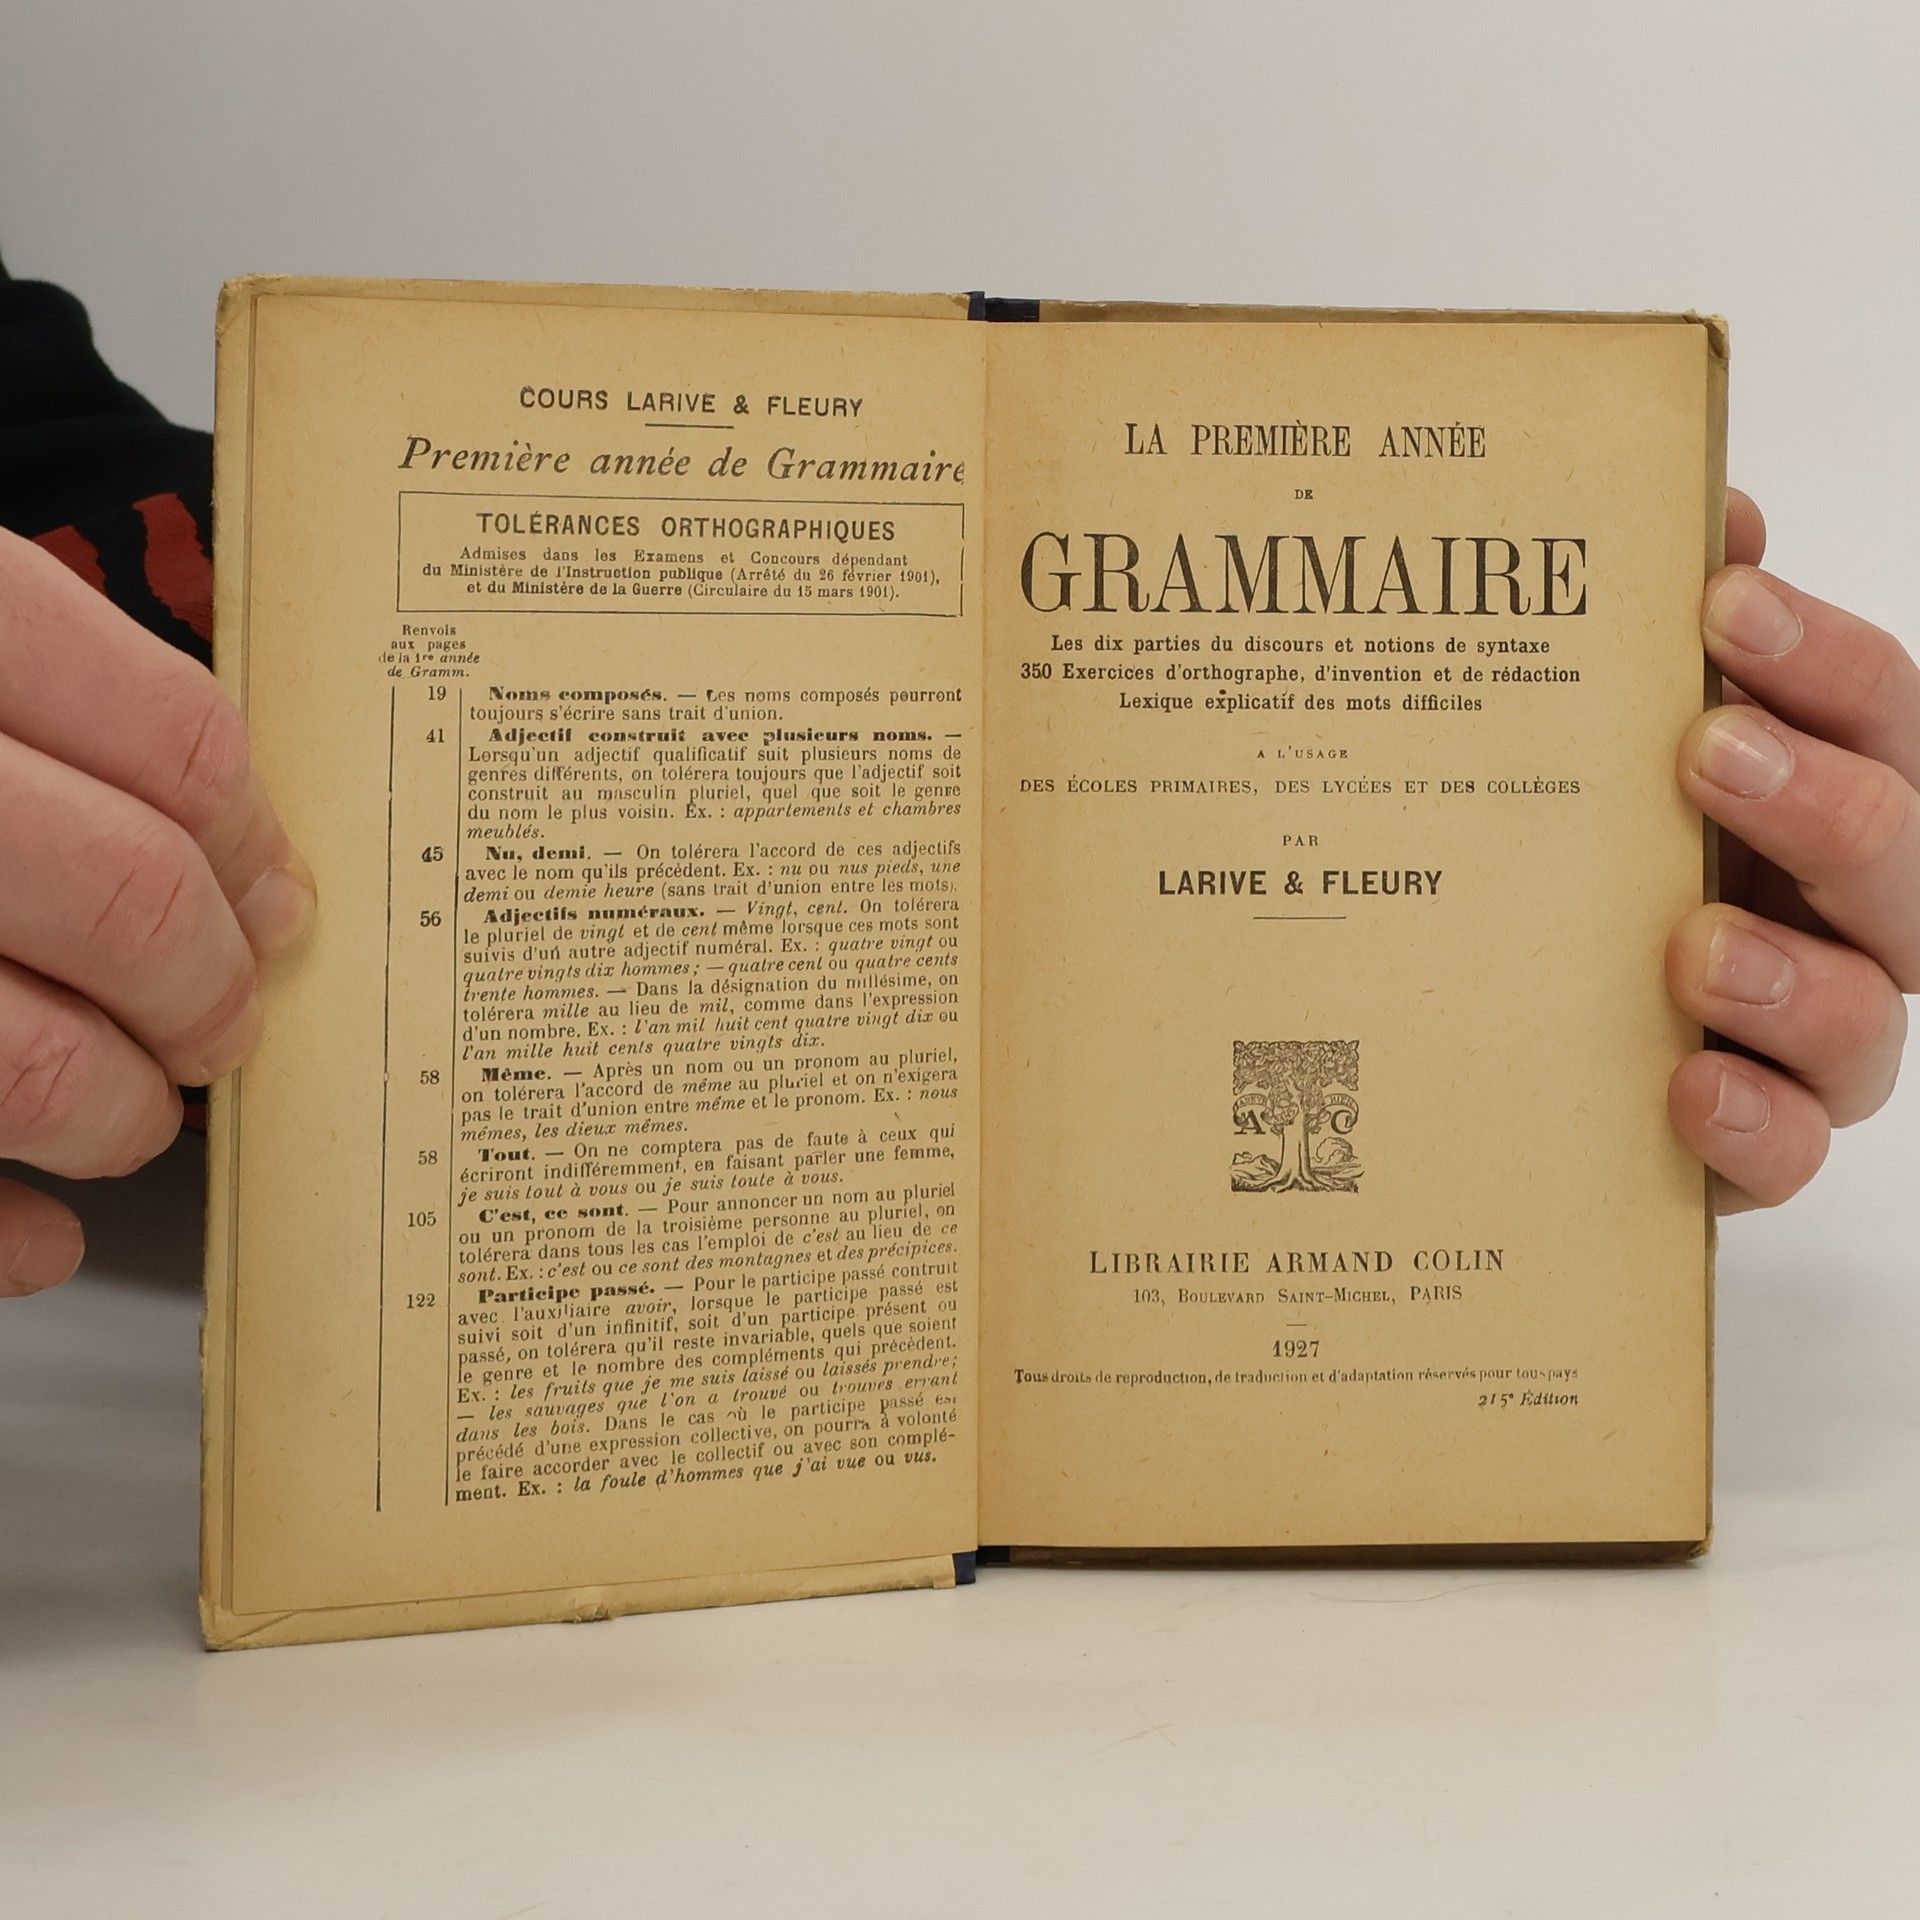 COURS LARIVE & FLEURY
Première année de Grammaire
TOLÉRANCES ORTHOGRAPHIQUES
Admises dans les Examens et Concours dépendant
du Ministère de l'Instruction publique (Arrêté du 26 février 1901),
et du Ministère de la Guerre (Circulaire du 15 mars 1901).
Renvois
aux pages
de la 1re année
de Gramm.
19 Noms composés. — Les noms composés pourront
toujours s'écrire sans trait d'union.
41 Adjectif construit avec plusieurs noms. —
Lorsqu'un adjectif qualificatif suit plusieurs noms de
genres différents, on tolérera toujours que l'adjectif soit
construit au masculin pluriel, quel que soit le genre
du nom le plus voisin. Ex. : appartements et chambres
meublés.
45 Nu, demi. — On tolérera l'accord de ces adjectifs
avec le nom qu'ils précèdent. Ex. : nu ou nus pieds, une
demi ou demie heure (sans trait d'union entre les mots).
56 Adjectifs numéraux. — Vingt, cent. On tolérera
le pluriel de vingt et de cent même lorsque ces mots sont
suivis d'un autre adjectif numéral. Ex. : quatre vingt ou
quatre vingts dix hommes ; — quatre cent ou quatre cents
trente hommes. — Dans la désignation du millésime, on
tolérera mille au lieu de mil, comme dans l'expression
d'un nombre. Ex. : l'an mil huit cent quatre vingt dix ou
l'an mille huit cents quatre vingts dix.
58 Même. — Après un nom ou un pronom au pluriel,
on tolérera l'accord de même au pluriel et on n'exigera
pas le trait d'union entre même et le pronom. Ex. : nous
mêmes, les dieux mêmes.
58 Tout. — On ne comptera pas de faute à ceux qui
écriront indifféremment, en faisant parler une femme,
je suis tout à vous ou je suis toute à vous.
105 C'est, ce sont. — Pour annoncer un nom au pluriel
ou un pronom de la troisième personne au pluriel, on
tolérera dans tous les cas l'emploi de c'est au lieu de ce
sont. Ex. : c'est ou ce sont des montagnes et des précipices.
122 Participe passé. — Pour le participe passé contruit
avec l'auxiliaire avoir, lorsque le participe passé est
suivi soit d'un infinitif, soit d'un participe présent ou
passé, on tolérera qu'il reste invariable, quels que soient
le genre et le nombre des compléments qui précèdent.
Ex. : les fruits que je me suis laissé ou laissés prendre ;
— les sauvages que l'on a trouvé ou trouvés errant
dans les bois. Dans le cas où le participe passé est
précédé d'une expression collective, on pourra à volonté
le faire accorder avec le collectif ou avec son complé-
ment. Ex. : la foule d'hommes que j'ai vue ou vus.
LA PREMIÈRE ANNÉE
DE
GRAMMAIRE
Les dix parties du discours et notions de syntaxe
350 Exercices d'orthographe, d'invention et de rédaction
Lexique explicatif des mots difficiles
A L'USAGE
DES ÉCOLES PRIMAIRES, DES LYCÉES ET DES COLLÈGES
PAR
LARIVE & FLEURY
A C
LIBRAIRIE ARMAND COLIN
103, BOULEVARD SAINT-MICHEL, PARIS
1927
Tous droits de reproduction, de traduction et d'adaptation réservés pour tous pays
215e Édition